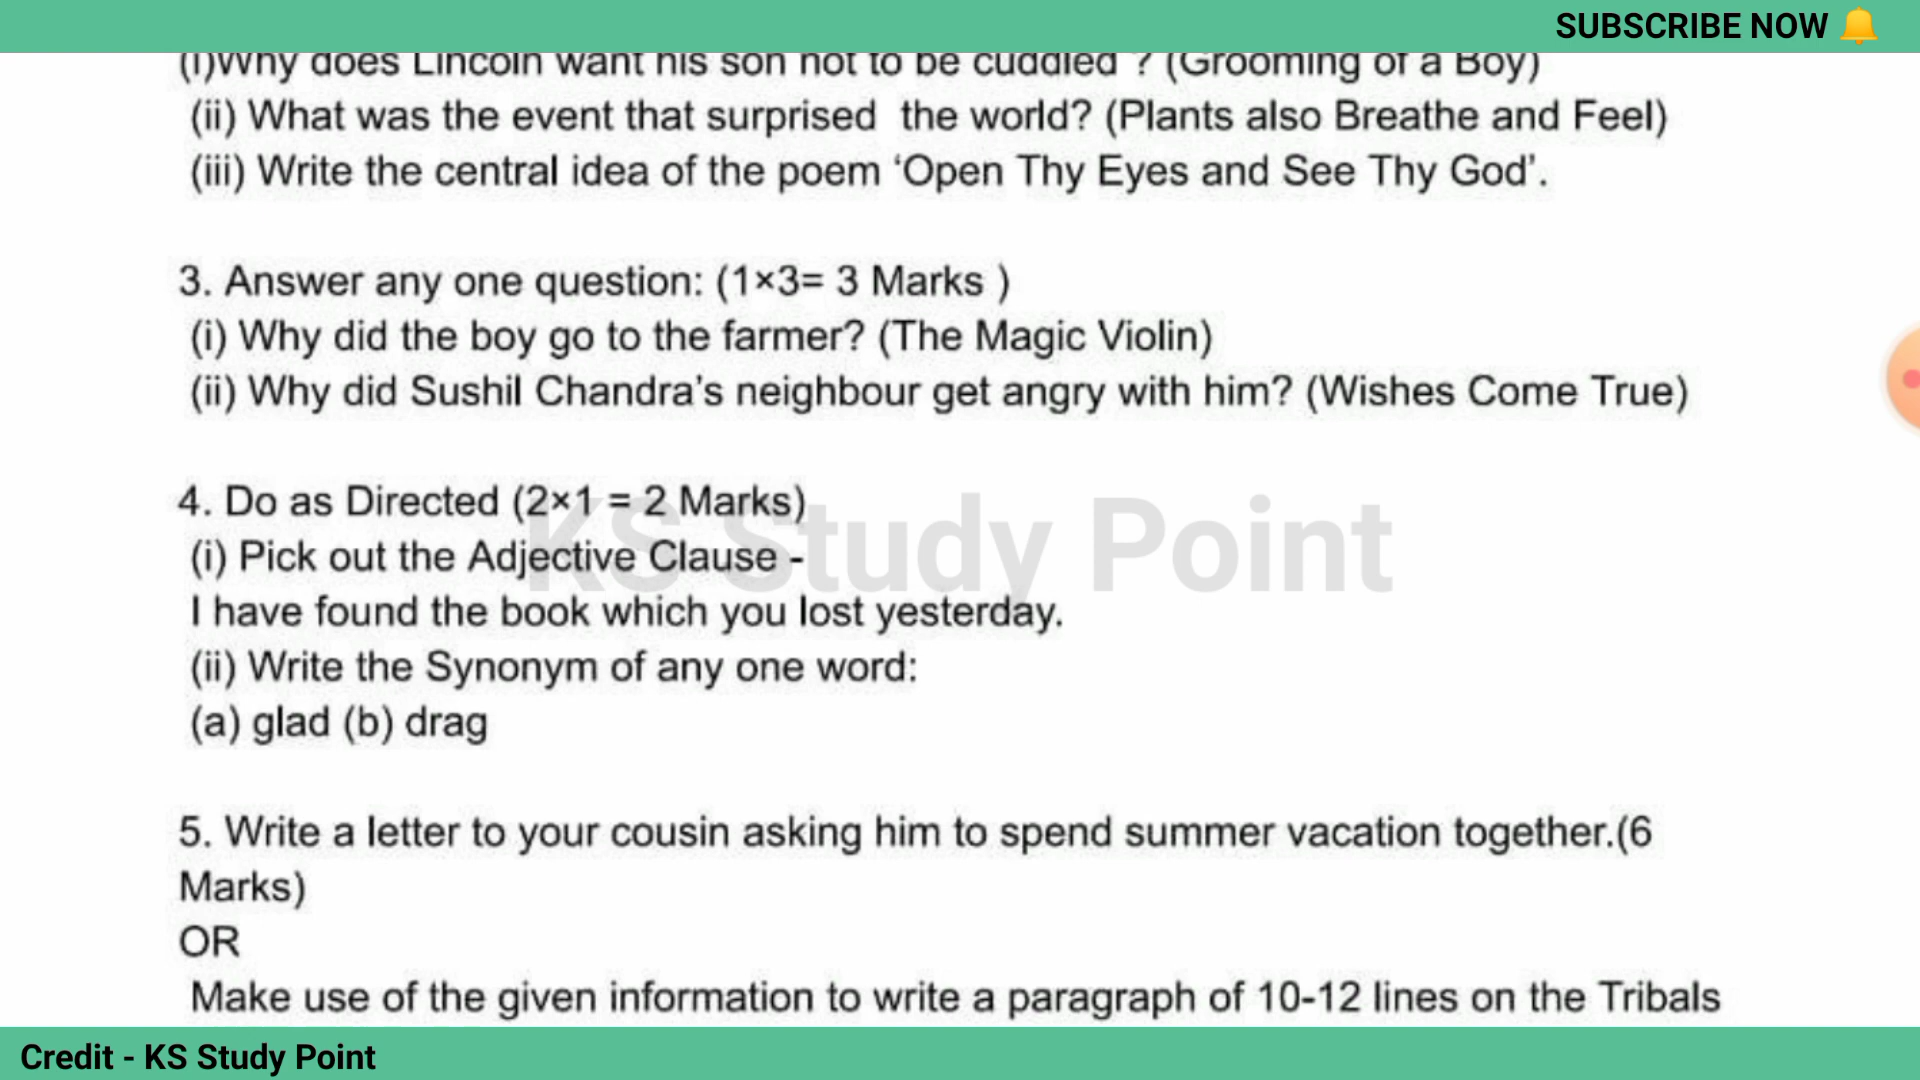 SUBSCRIBE NOW 🔔
(i)Why does Lincoln want his son not to be cuddled ? (Grooming of a Boy)
(ii) What was the event that surprised the world? (Plants also Breathe and Feel)
(iii) Write the central idea of the poem ‘Open Thy Eyes and See Thy God’.
3. Answer any one question: (1×3= 3 Marks )
(i) Why did the boy go to the farmer? (The Magic Violin)
(ii) Why did Sushil Chandra’s neighbour get angry with him? (Wishes Come True)
4. Do as Directed (2×1 = 2 Marks)
KS Study Point
(i) Pick out the Adjective Clause -
I have found the book which you lost yesterday.
(ii) Write the Synonym of any one word:
(a) glad (b) drag
5. Write a letter to your cousin asking him to spend summer vacation together.(6
Marks)
OR
Make use of the given information to write a paragraph of 10-12 lines on the Tribals
Credit - KS Study Point